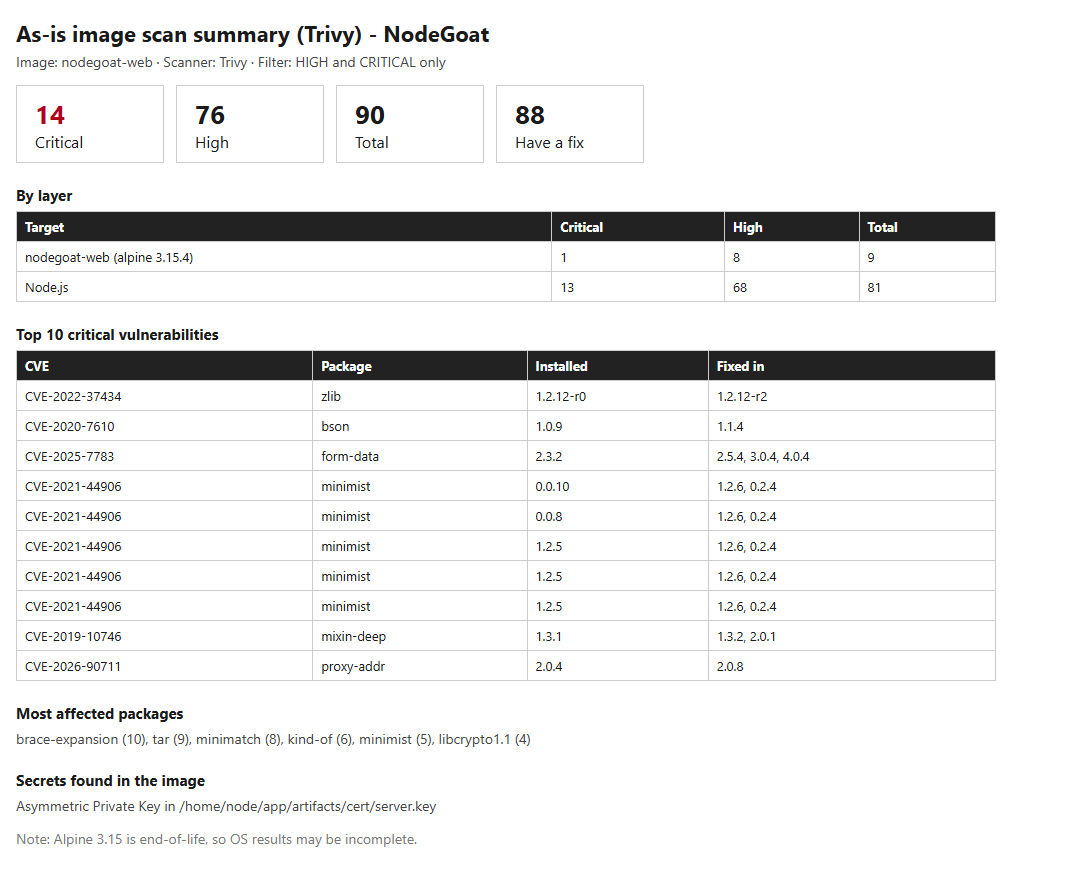 As-is image scan summary (Trivy) - NodeGoat
Image: nodegoat-web · Scanner: Trivy · Filter: HIGH and CRITICAL only
14 76 90 88
Critical High Total Have a fix
By layer
Target Critical High Total
nodegoat-web (alpine 3.15.4) 1 8 9
Node.js 13 68 81
Top 10 critical vulnerabilities
CVE Package Installed Fixed in
CVE-2022-37434 zlib 1.2.12-r0 1.2.12-r2
CVE-2020-7610 bson 1.0.9 1.1.4
CVE-2025-7783 form-data 2.3.2 2.5.4, 3.0.4, 4.0.4
CVE-2021-44906 minimist 0.0.10 1.2.6, 0.2.4
CVE-2021-44906 minimist 0.0.8 1.2.6, 0.2.4
CVE-2021-44906 minimist 1.2.5 1.2.6, 0.2.4
CVE-2021-44906 minimist 1.2.5 1.2.6, 0.2.4
CVE-2021-44906 minimist 1.2.5 1.2.6, 0.2.4
CVE-2019-10746 mixin-deep 1.3.1 1.3.2, 2.0.1
CVE-2026-90711 proxy-addr 2.0.4 2.0.8
Most affected packages
brace-expansion (10), tar (9), minimatch (8), kind-of (6), minimist (5), libcrypto1.1 (4)
Secrets found in the image
Asymmetric Private Key in /home/node/app/artifacts/cert/server.key
Note: Alpine 3.15 is end-of-life, so OS results may be incomplete.